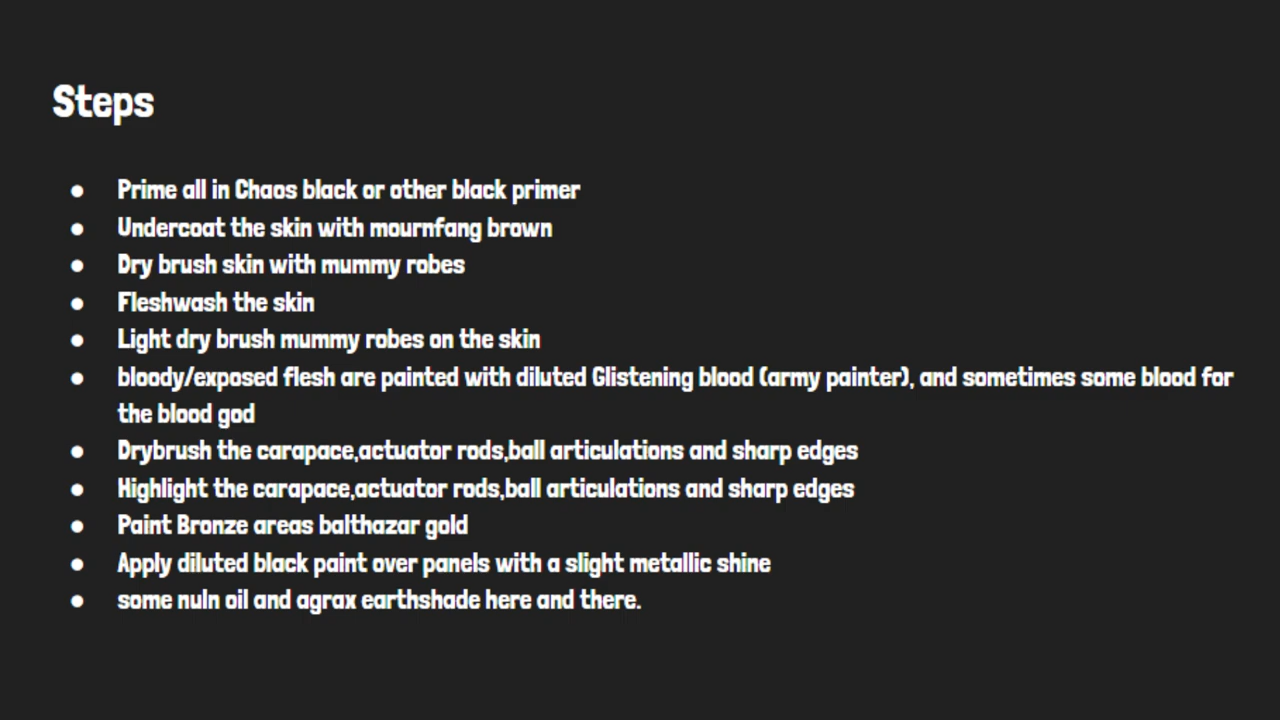 Steps
● Prime all in Chaos black or other black primer
● Undercoat the skin with mournfang brown
● Dry brush skin with mummy robes
● Fleshwash the skin
● Light dry brush mummy robes on the skin
● bloody/exposed flesh are painted with diluted Glistening blood (army painter), and sometimes some blood for
the blood god
● Drybrush the carapace,actuator rods,ball articulations and sharp edges
● Highlight the carapace,actuator rods,ball articulations and sharp edges
● Paint Bronze areas balthazar gold
● Apply diluted black paint over panels with a slight metallic shine
● some nuln oil and agrax earthshade here and there.